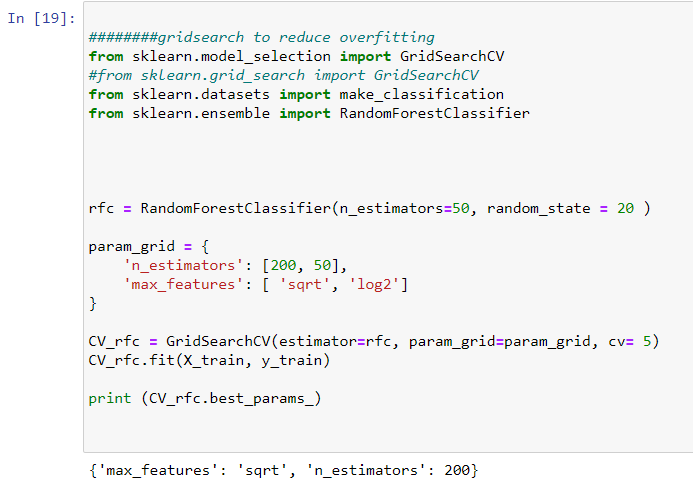 In [19]:
########gridsearch to reduce overfitting
from sklearn.model_selection import GridSearchCV
#from sklearn.grid_search import GridSearchCV
from sklearn.datasets import make_classification
from sklearn.ensemble import RandomForestClassifier
rfc = RandomForestClassifier(n_estimators=50, random_state = 20 )
param_grid = {
    'n_estimators': [200, 50],
    'max_features': [ 'sqrt', 'log2']
}
CV_rfc = GridSearchCV(estimator=rfc, param_grid=param_grid, cv= 5)
CV_rfc.fit(X_train, y_train)
print (CV_rfc.best_params_)
{'max_features': 'sqrt', 'n_estimators': 200}